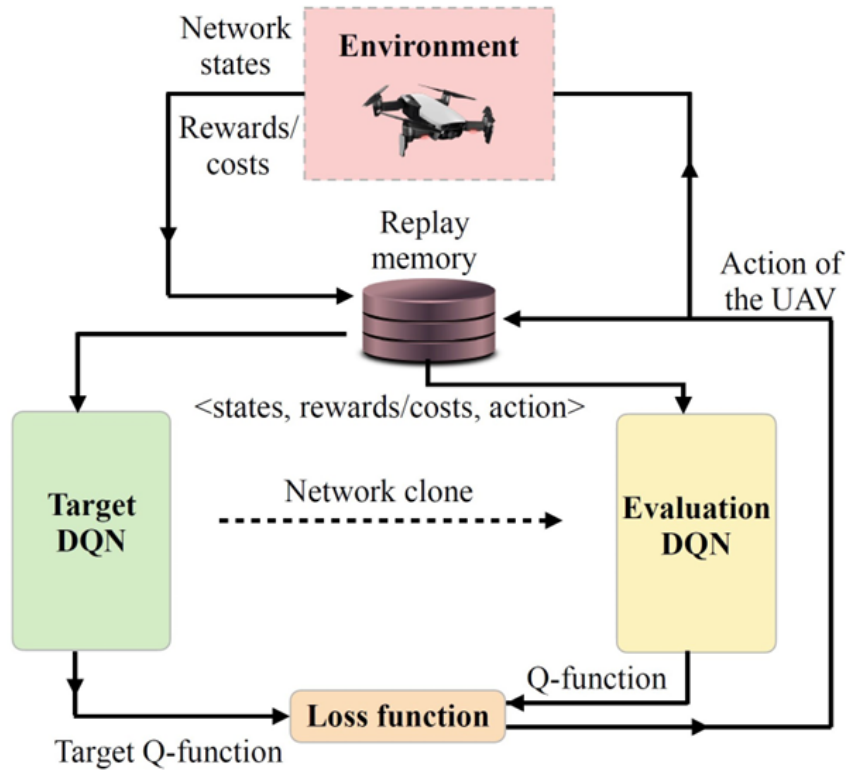 Network
states
Environment
Rewards/
costs
Replay
memory
Action of
the UAV
<states, rewards/costs, action>
Network clone
Target
DQN
Evaluation
DQN
Q-function
Loss function
Target Q-function